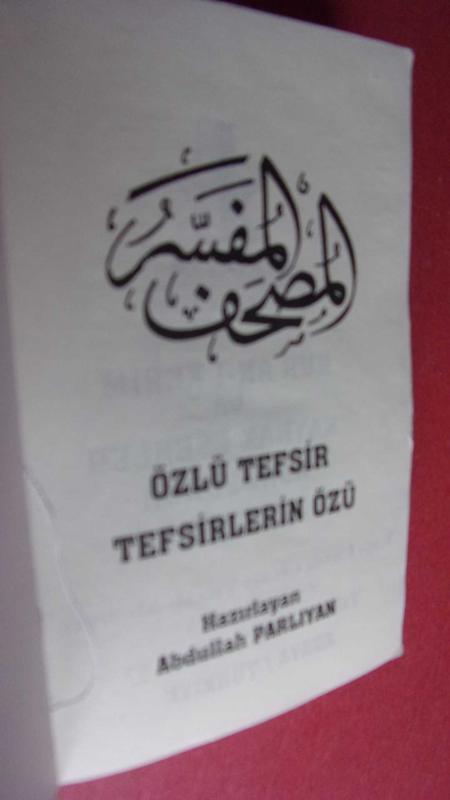 المصحف
المفسر
ÖZLÜ TEFSİR
TEFSİRLERİN ÖZÜ
Hazırlayan
Abdullah PARLIYAN